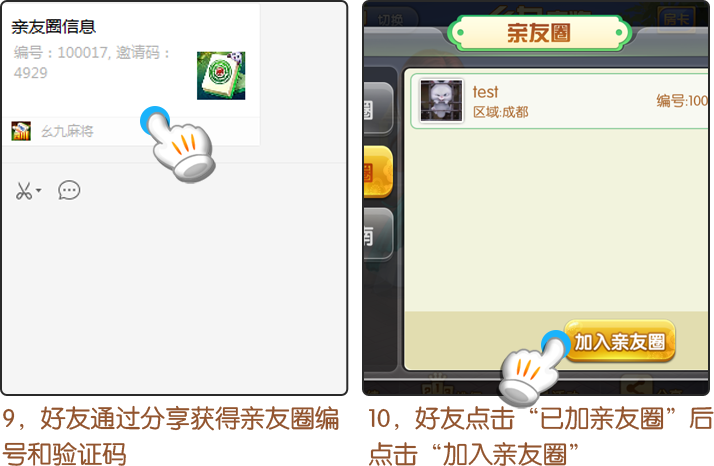 亲友圈信息
编号：100017, 邀请码：
4929
幺九麻将
9，好友通过分享获得亲友圈编
号和验证码
切换
房卡
亲友圈
test
区域:成都
编号:100
圈
南
加入亲友圈
10，好友点击“已加亲友圈”后
点击“加入亲友圈”